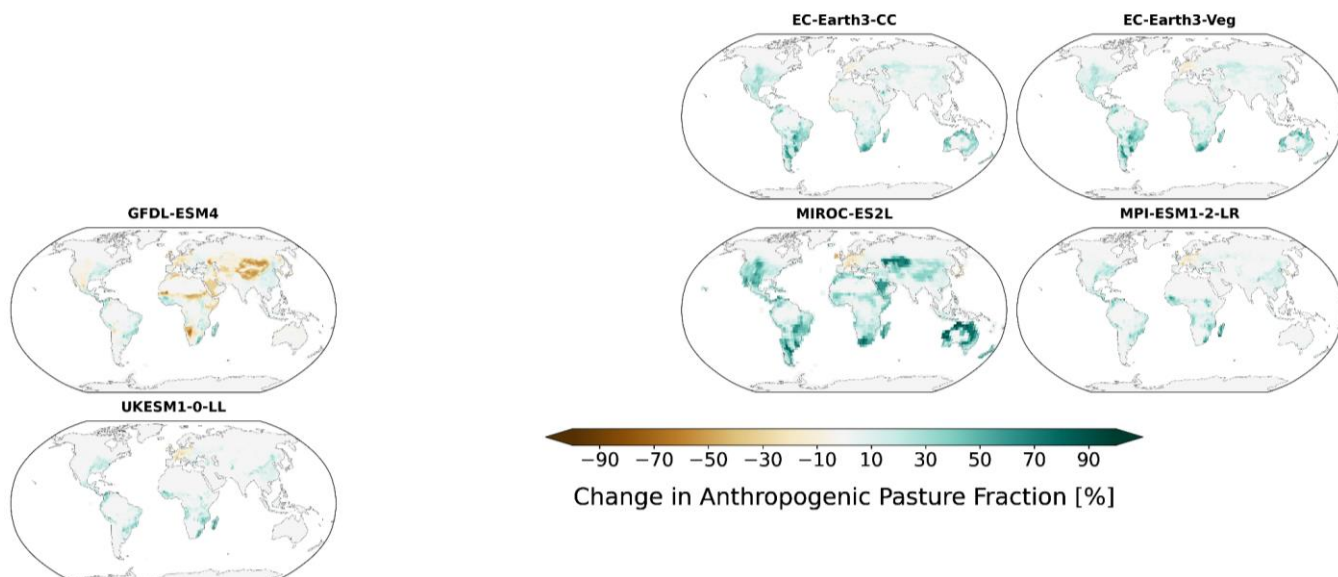 EC-Earth3-CC
EC-Earth3-Veg
GFDL-ESM4
MIROC-ES2L
MPI-ESM1-2-LR
UKESM1-0-LL
−90 −70 −50 −30 −10 10 30 50 70 90
Change in Anthropogenic Pasture Fraction [%]